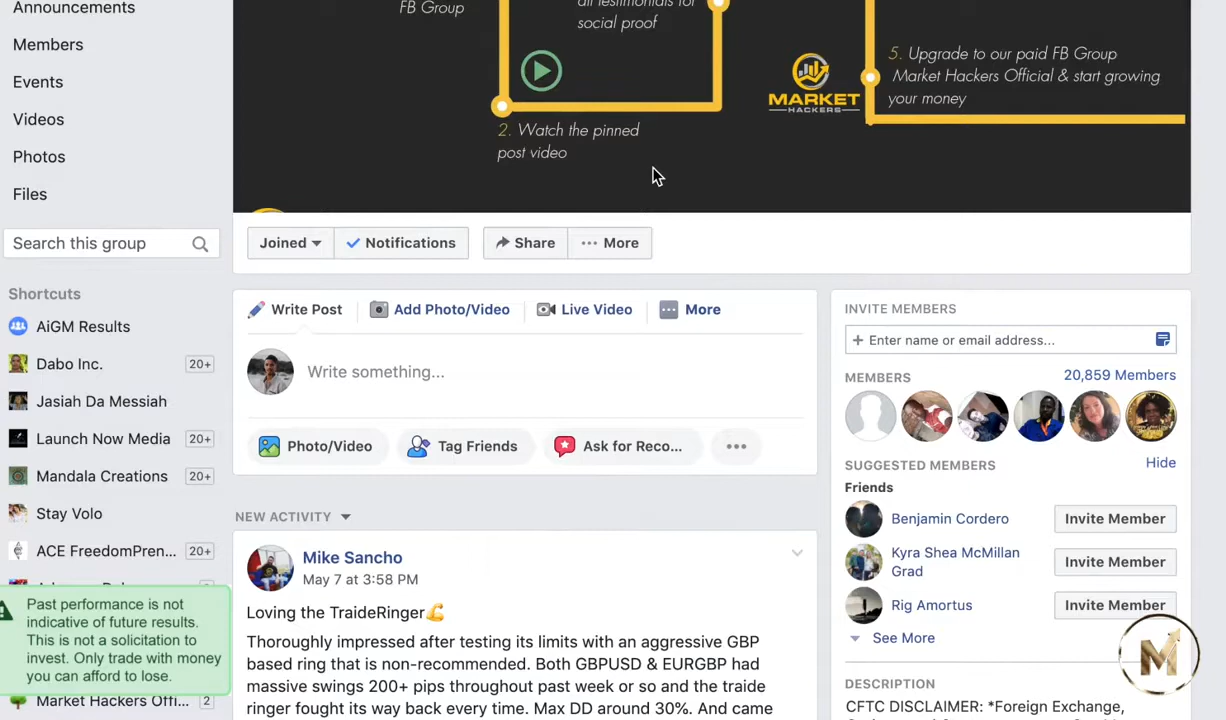 Announcements
Members
Events
Videos
Photos
Files
Search this group
Shortcuts
AiGM Results
Dabo Inc. 20+
Jasiah Da Messiah
Launch Now Media 20+
Mandala Creations 20+
Stay Volo
ACE FreedomPren... 20+
Past performance is not
indicative of future results.
This is not a solicitation to
invest. Only trade with money
you can afford to lose.
Market Hackers Offi... 2
FB Group
all testimonials for
social proof
2. Watch the pinned
post video
MARKET
HACKERS
5. Upgrade to our paid FB Group
Market Hackers Official & start growing
your money
Joined Notifications Share More
Write Post Add Photo/Video Live Video More
Write something...
Photo/Video Tag Friends Ask for Reco...
NEW ACTIVITY
Mike Sancho
May 7 at 3:58 PM
Loving the TraideRinger💪
Thoroughly impressed after testing its limits with an aggressive GBP
based ring that is non-recommended. Both GBPUSD & EURGBP had
massive swings 200+ pips throughout past week or so and the traide
ringer fought its way back every time. Max DD around 30%. And came
INVITE MEMBERS
+ Enter name or email address...
MEMBERS 20,859 Members
SUGGESTED MEMBERS Hide
Friends
Benjamin Cordero Invite Member
Kyra Shea McMillan
Grad Invite Member
Rig Amortus Invite Member
See More
M
DESCRIPTION
CFTC DISCLAIMER: *Foreign Exchange,